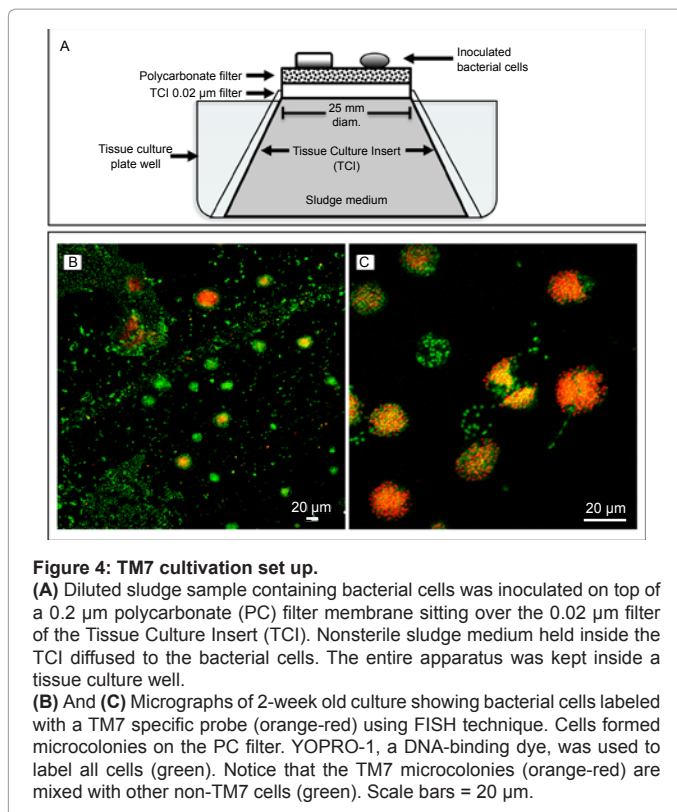 A
Inoculated
bacterial cells
Polycarbonate filter
TCI 0.02 µm filter
25 mm
diam.
Tissue culture
plate well
Tissue Culture Insert
(TCI)
Sludge medium
B
20 µm
C
20 µm
Figure 4: TM7 cultivation set up.
(A) Diluted sludge sample containing bacterial cells was inoculated on top of
a 0.2 µm polycarbonate (PC) filter membrane sitting over the 0.02 µm filter
of the Tissue Culture Insert (TCI). Nonsterile sludge medium held inside the
TCI diffused to the bacterial cells. The entire apparatus was kept inside a
tissue culture well.
(B) And (C) Micrographs of 2-week old culture showing bacterial cells labeled
with a TM7 specific probe (orange-red) using FISH technique. Cells formed
microcolonies on the PC filter. YOPRO-1, a DNA-binding dye, was used to
label all cells (green). Notice that the TM7 microcolonies (orange-red) are
mixed with other non-TM7 cells (green). Scale bars = 20 µm.